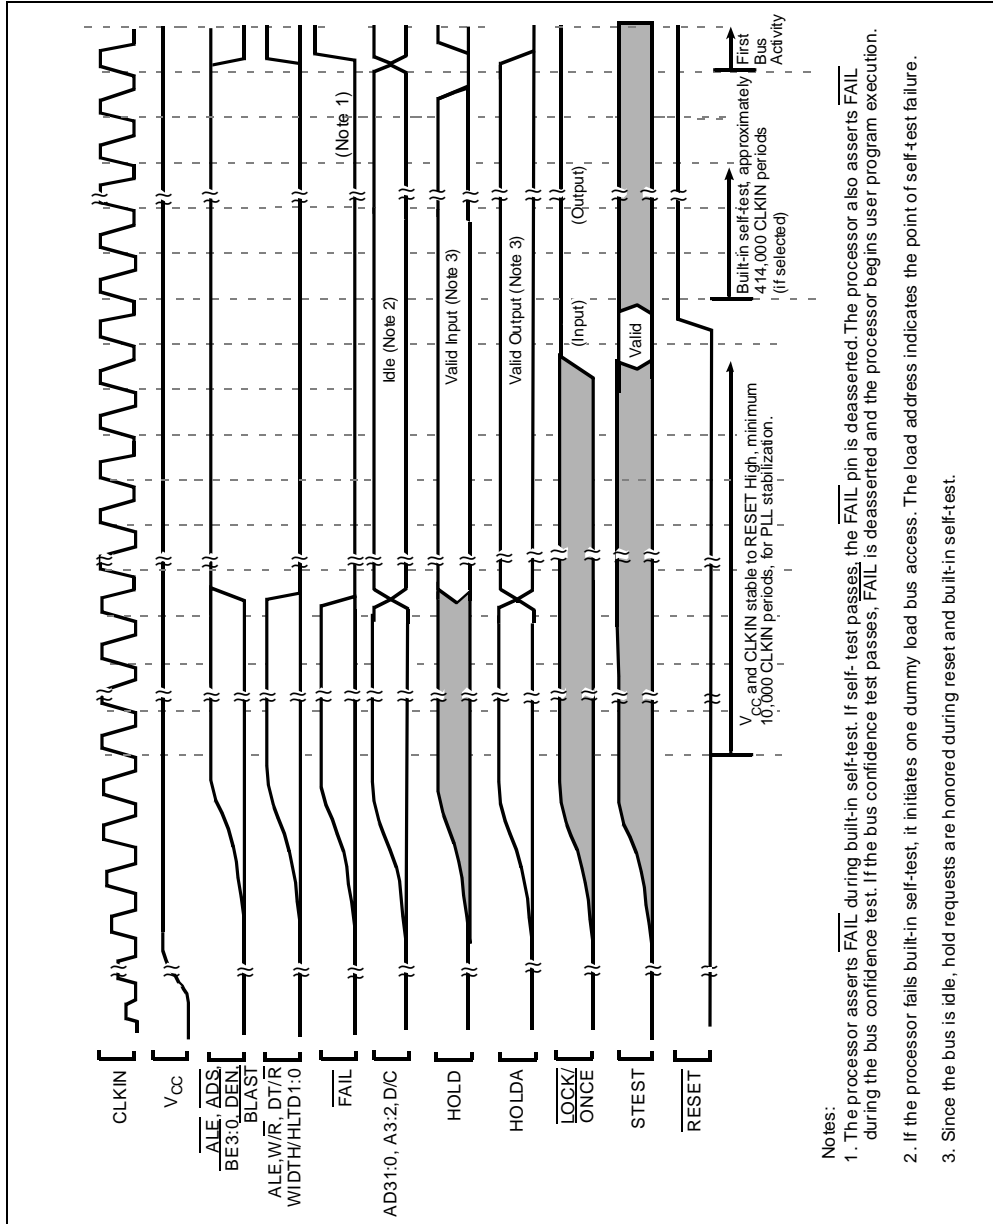 CLKIN
VCC
ALE, ADS,
BE3:0, DEN,
BLAST
ALE,W/R, DT/R
WIDTH/HLTD1:0
FAIL
AD31:0, A3:2,D/C
HOLD
HOLDA
LOCK/
ONCE
STEST
RESET
(Note 1)
Idle (Note 2)
Valid Input (Note 3)
Valid Output (Note 3)
(Input)
(Output)
Valid
VCC and CLKIN stable to RESET High, minimum
10,000 CLKIN periods, for PLL stabilization.
Built-in self-test, approximately
414,000 CLKIN periods
(if selected)
First
Bus
Activity
Notes:
1. The processor asserts FAIL during built-in self-test. If self- test passes, the FAIL pin is deasserted. The processor also asserts FAIL
during the bus confidence test. If the bus confidence test passes, FAIL is deasserted and the processor begins user program execution.
2. If the processor fails built-in self-test, it initiates one dummy load bus access. The load address indicates the point of self-test failure.
3. Since the bus is idle, hold requests are honored during reset and built-in self-test.